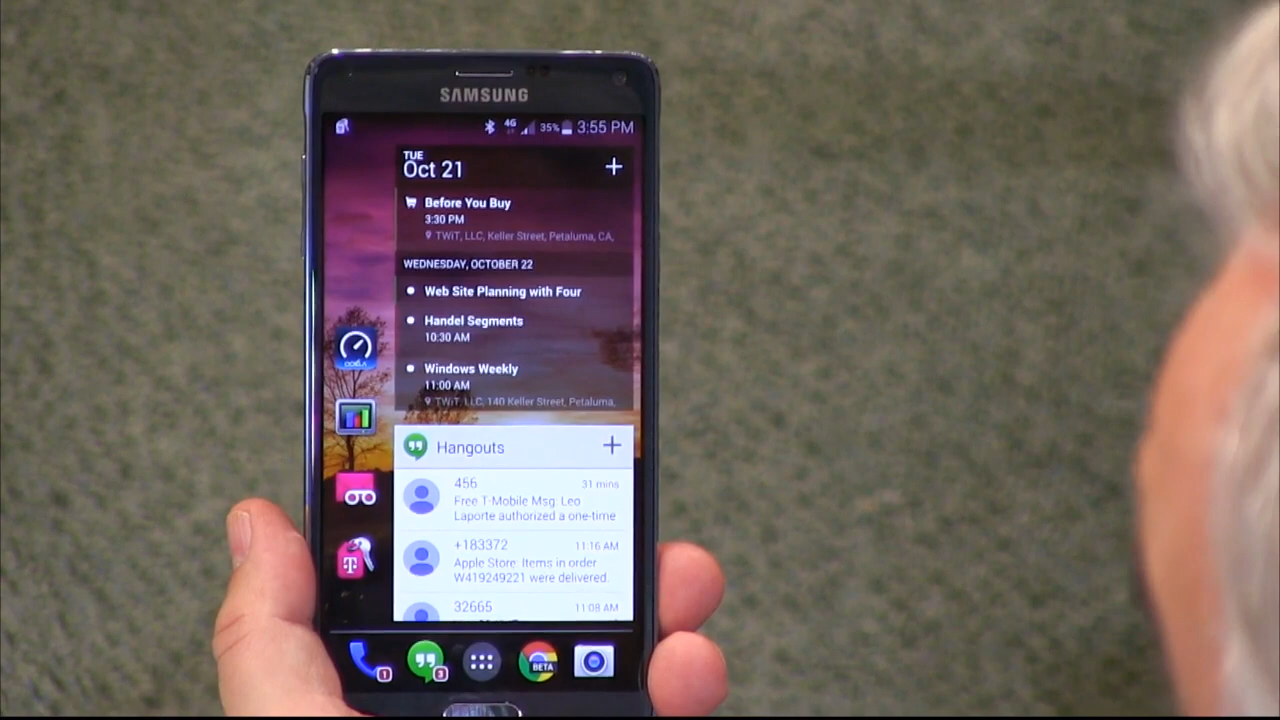 SAMSUNG
4G 35% 3:55 PM
TUE
Oct 21 +
Before You Buy
3:30 PM
TWiT, LLC, Keller Street, Petaluma, CA,
WEDNESDAY, OCTOBER 22
Web Site Planning with Four
Handel Segments
10:30 AM
Windows Weekly
11:00 AM
TWiT, LLC, 140 Keller Street, Petaluma,
OOKLA
Hangouts +
456 31 mins
Free T-Mobile Msg: Leo
Laporte authorized a one-time
+183372 11:16 AM
Apple Store: Items in order
W419249221 were delivered.
T
32665 11:08 AM
1 3 BETA